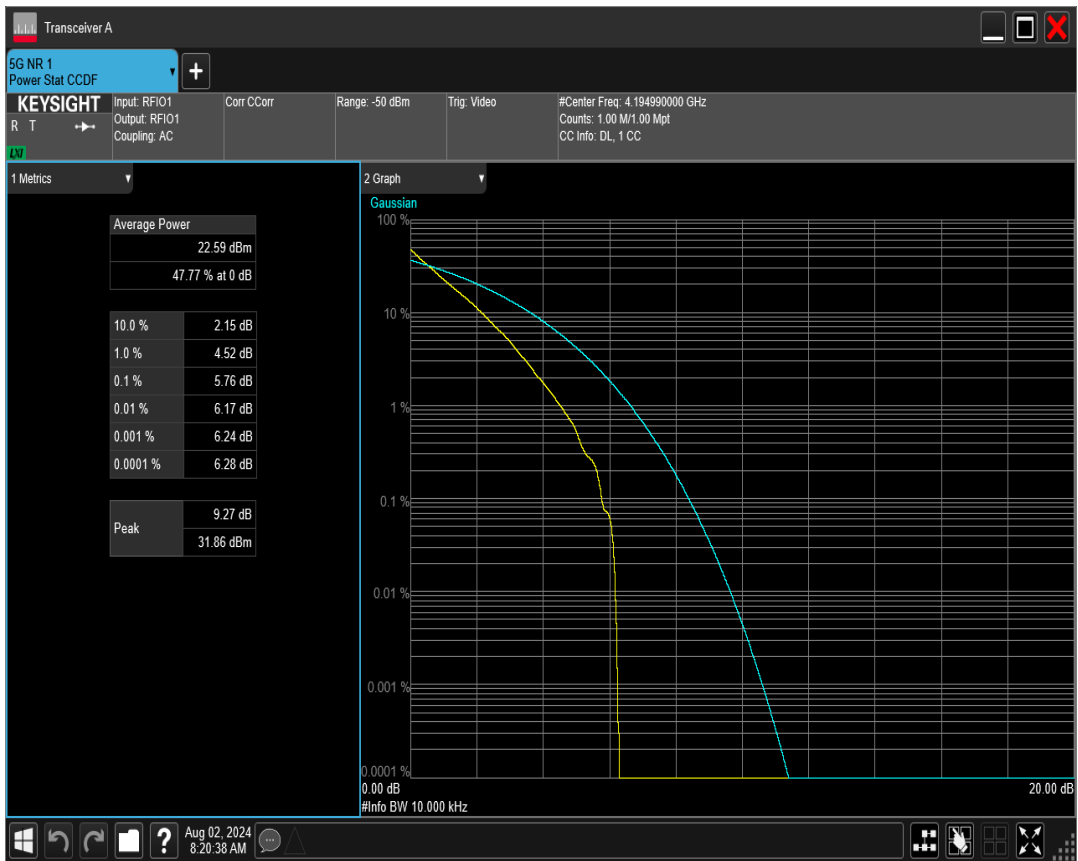 Transceiver A
5G NR 1
Power Stat CCDF
+
KEYSIGHT
R T
LXI
Input: RFIO1
Output: RFIO1
Coupling: AC
Corr CCorr
Range: -50 dBm
Trig: Video
#Center Freq: 4.194990000 GHz
Counts: 1.00 M/1.00 Mpt
CC Info: DL, 1 CC
1 Metrics
Average Power
22.59 dBm
47.77 % at 0 dB
10.0 % 2.15 dB
1.0 % 4.52 dB
0.1 % 5.76 dB
0.01 % 6.17 dB
0.001 % 6.24 dB
0.0001 % 6.28 dB
Peak
9.27 dB
31.86 dBm
2 Graph
Gaussian
100 %
10 %
1 %
0.1 %
0.01 %
0.001 %
0.0001 %
0.00 dB
20.00 dB
#Info BW 10.000 kHz
?
Aug 02, 2024
8:20:38 AM